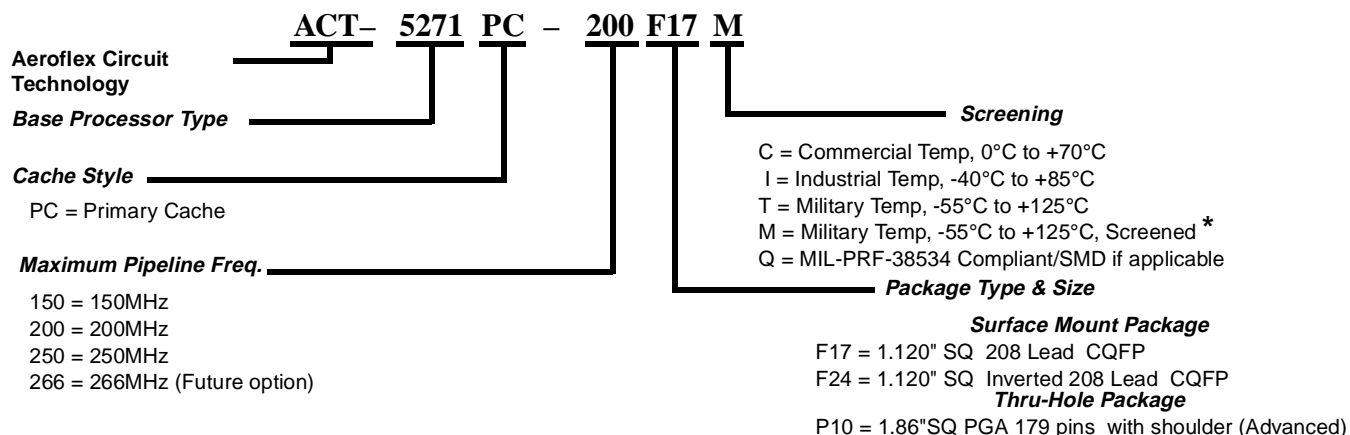 ACT– 5271 PC – 200 F17 M
Aeroflex Circuit
Technology
Base Processor Type
Cache Style
PC = Primary Cache
Maximum Pipeline Freq.
150 = 150MHz
200 = 200MHz
250 = 250MHz
266 = 266MHz (Future option)
Screening
C = Commercial Temp, 0°C to +70°C
I = Industrial Temp, -40°C to +85°C
T = Military Temp, -55°C to +125°C
M = Military Temp, -55°C to +125°C, Screened *
Q = MIL-PRF-38534 Compliant/SMD if applicable
Package Type & Size
Surface Mount Package
F17 = 1.120" SQ 208 Lead CQFP
F24 = 1.120" SQ Inverted 208 Lead CQFP
Thru-Hole Package
P10 = 1.86"SQ PGA 179 pins with shoulder (Advanced)